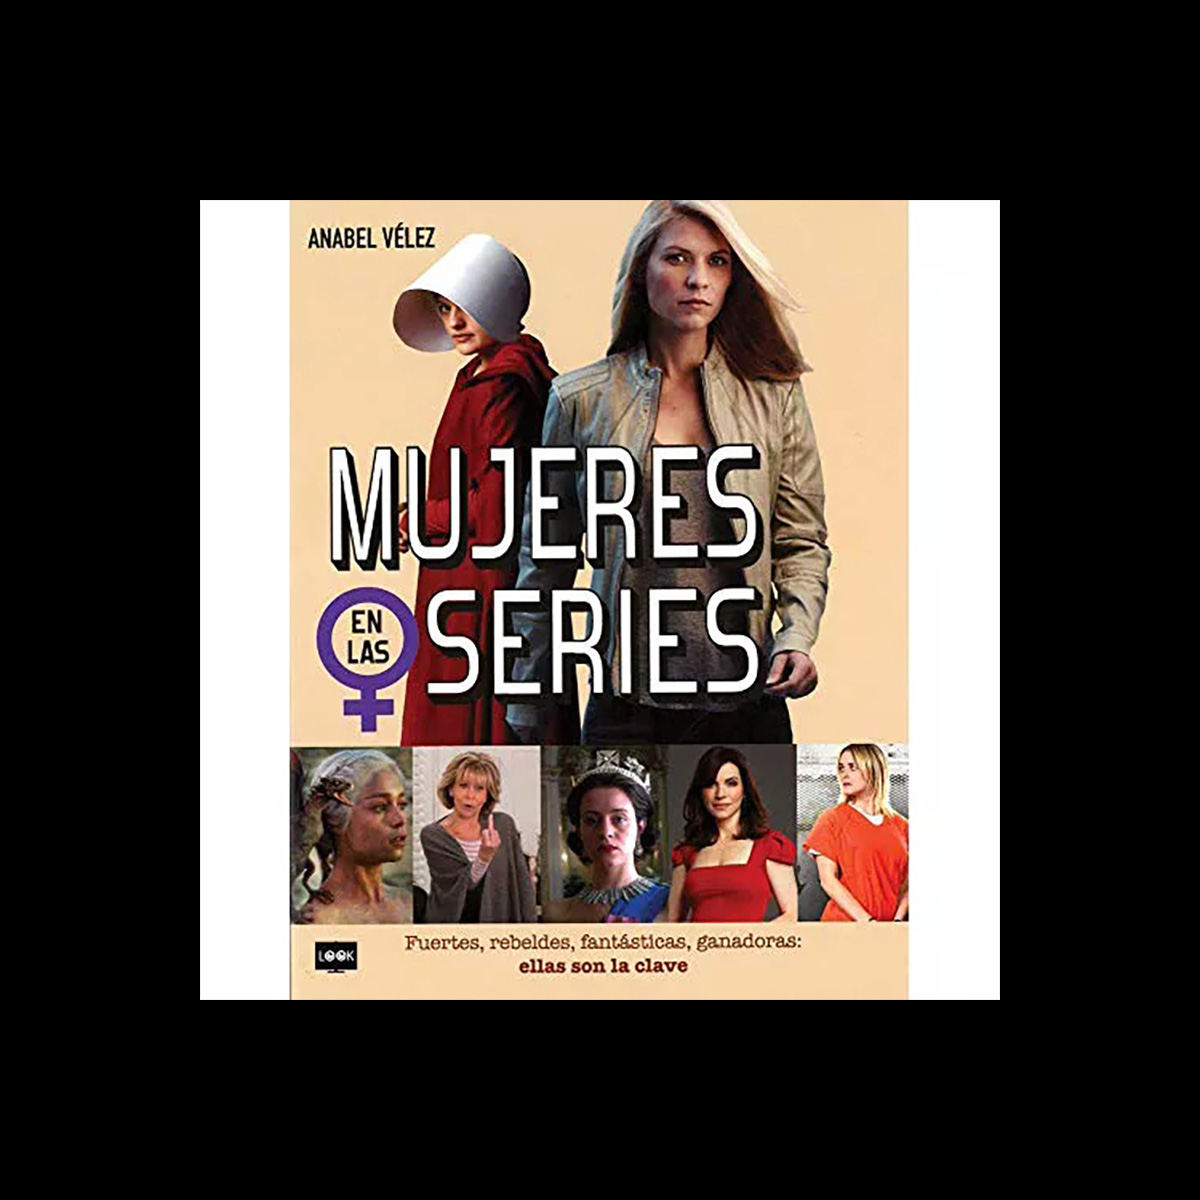 ANABEL VÉLEZ
MUJERES
EN
LAS
SERIES
Fuertes, rebeldes, fantásticas, ganadoras:
ellas son la clave
LOOK